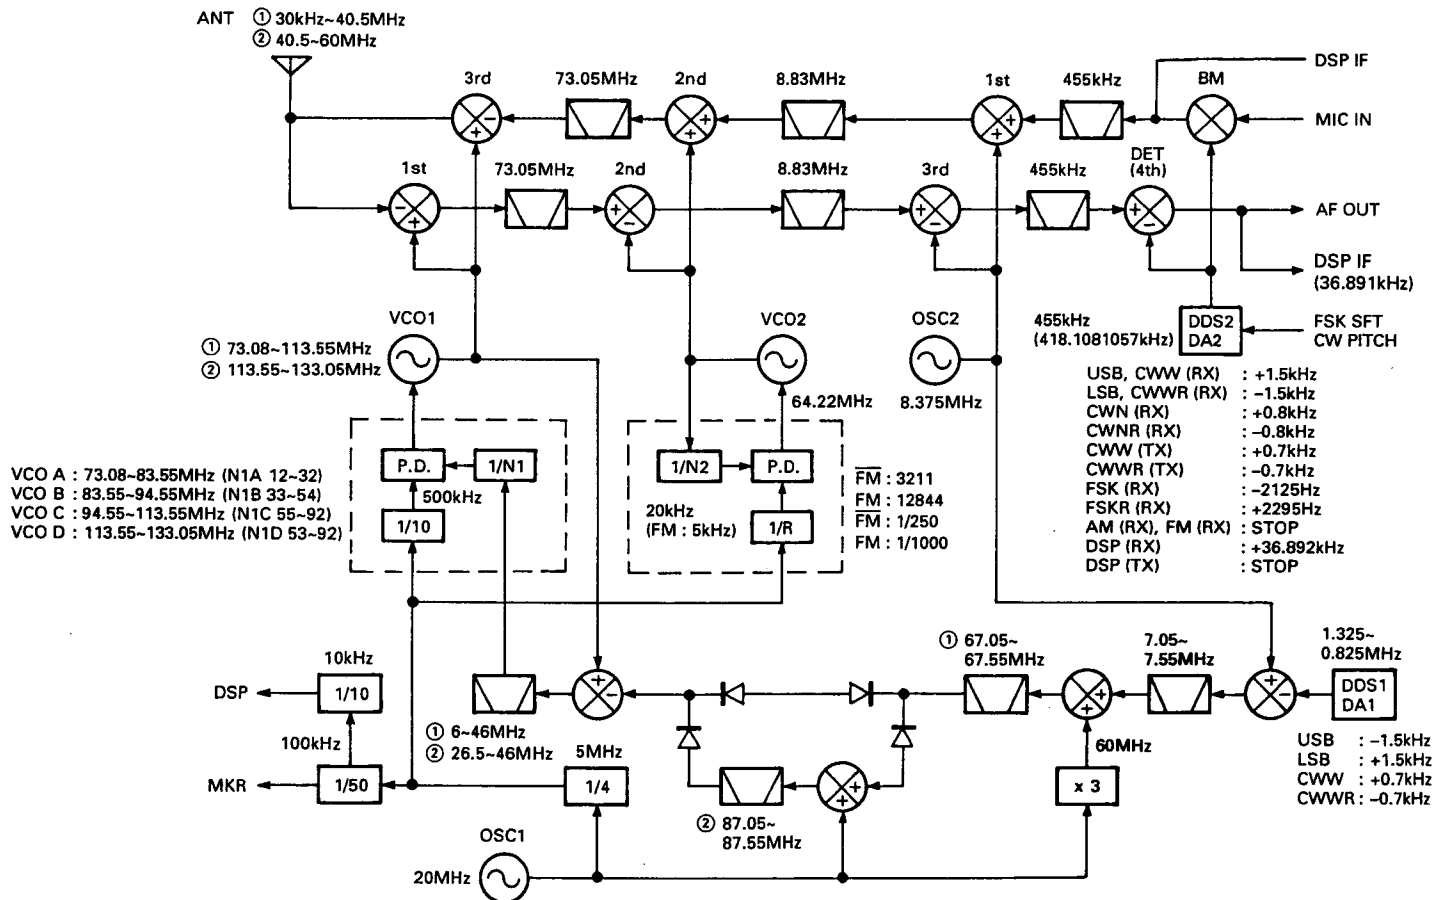 ANT ① 30kHz~40.5MHz
② 40.5~60MHz
3rd
73.05MHz
2nd
8.83MHz
1st
455kHz
BM
DSP IF
MIC IN
- +
+ +
+ +
1st
73.05MHz
2nd
8.83MHz
3rd
455kHz
DET
(4th)
- +
+ -
+ -
+ -
AF OUT
DSP IF
(36.891kHz)
VCO1
VCO2
OSC2
① 73.08~113.55MHz
② 113.55~133.05MHz
64.22MHz
8.375MHz
455kHz
(418.1081057kHz)
DDS2
DA2
FSK SFT
CW PITCH
USB, CWW (RX) : +1.5kHz
LSB, CWWR (RX) : -1.5kHz
CWN (RX) : +0.8kHz
CWNR (RX) : -0.8kHz
CWW (TX) : +0.7kHz
CWWR (TX) : -0.7kHz
FSK (RX) : -2125Hz
FSKR (RX) : +2295Hz
AM (RX), FM (RX) : STOP
DSP (RX) : +36.892kHz
DSP (TX) : STOP
VCO A : 73.08~83.55MHz (N1A 12~32)
VCO B : 83.55~94.55MHz (N1B 33~54)
VCO C : 94.55~113.55MHz (N1C 55~92)
VCO D : 113.55~133.05MHz (N1D 53~92)
P.D.
1/N1
500kHz
1/10
1/N2
P.D.
20kHz
(FM : 5kHz)
1/R
F̅M̅ : 3211
FM : 12844
F̅M̅ : 1/250
FM : 1/1000
10kHz
DSP
1/10
100kHz
MKR
1/50
① 6~46MHz
② 26.5~46MHz
+ -
5MHz
1/4
OSC1
20MHz
② 87.05~
87.55MHz
+ +
① 67.05~
67.55MHz
+ +
60MHz
x 3
7.05~
7.55MHz
+ -
1.325~
0.825MHz
DDS1
DA1
USB : -1.5kHz
LSB : +1.5kHz
CWW : +0.7kHz
CWWR : -0.7kHz